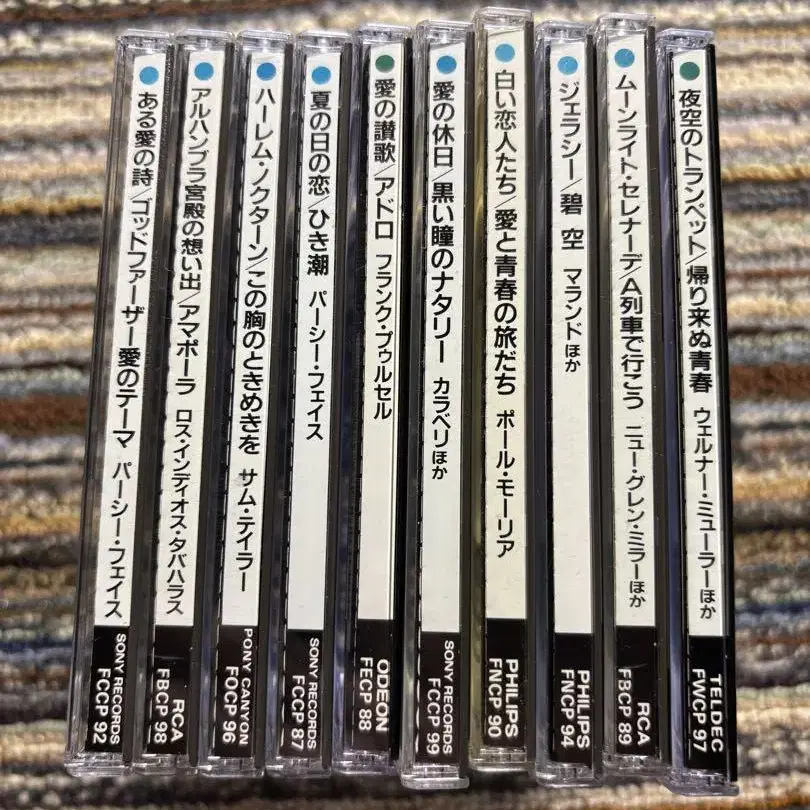 ある愛の詩/ゴッドファーザー愛のテーマ パーシー・フェイス
SONY RECORDS
FCCP 92
アルハンブラ宮殿の想い出/アマポーラ ロス・インディオス・タバハラス
RCA
FBCP 98
ハーレム・ノクターン/この胸のときめきを サム・テイラー
PONY CANYON
FOCP 96
夏の日の恋/ひき潮 パーシー・フェイス
SONY RECORDS
FCCP 87
愛の讃歌/アドロ フランク・プゥルセル
ODEON
FECP 88
愛の休日/黒い瞳のナタリー カラベリほか
SONY RECORDS
FCCP 99
白い恋人たち/愛と青春の旅だち ポール・モーリア
PHILIPS
FNCP 90
ジェラシー/碧空 マランドほか
PHILIPS
FNCP 94
ムーンライト・セレナーデ/A列車で行こう ニュー・グレン・ミラーほか
RCA
FBCP 89
夜空のトランペット/帰り来ぬ青春 ウェルナー・ミューラーほか
TELDEC
FWCP 97